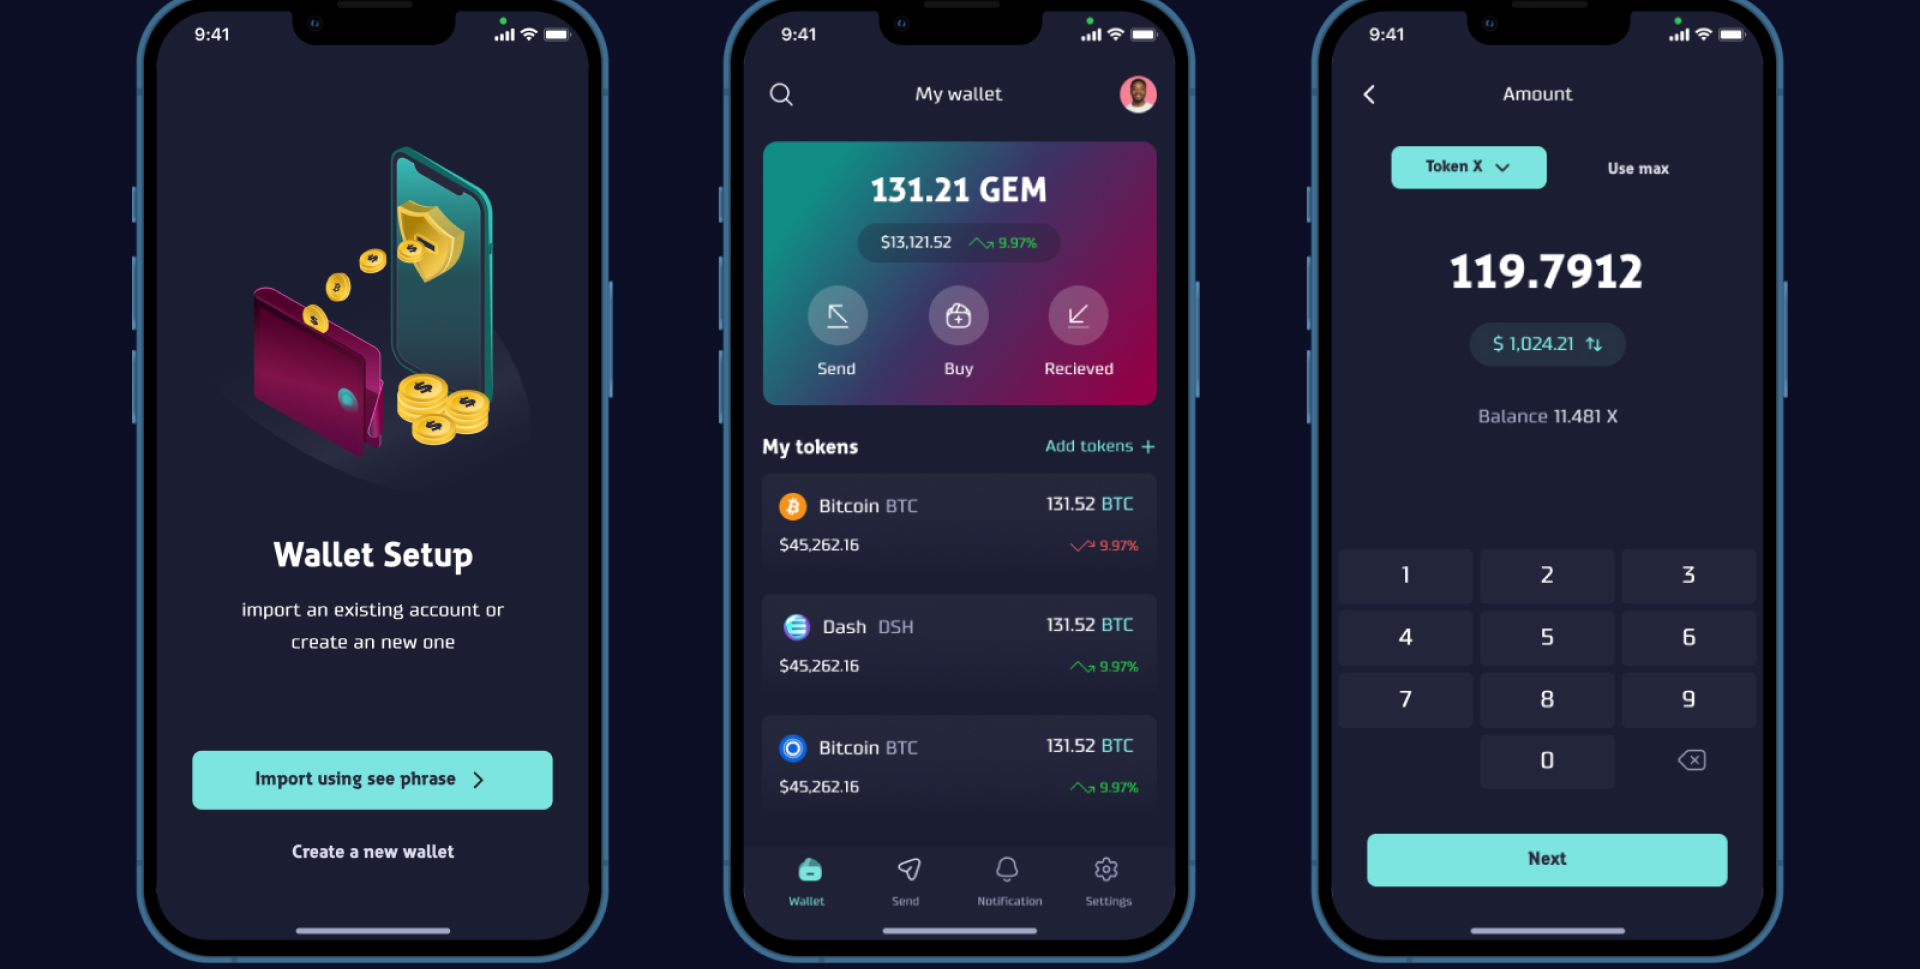 9:41
Wallet Setup
import an existing account or
create an new one
Import using see phrase
Create a new wallet
9:41
My wallet
131.21 GEM
$13,121.52 9.97%
Send Buy Recieved
My tokens Add tokens +
Bitcoin BTC 131.52 BTC
$45,262.16 9.97%
Dash DSH 131.52 BTC
$45,262.16 9.97%
Bitcoin BTC 131.52 BTC
$45,262.16 9.97%
Wallet Send Notification Settings
9:41
Amount
Token X Use max
119.7912
$ 1,024.21
Balance 11.481 X
1 2 3
4 5 6
7 8 9
0
Next